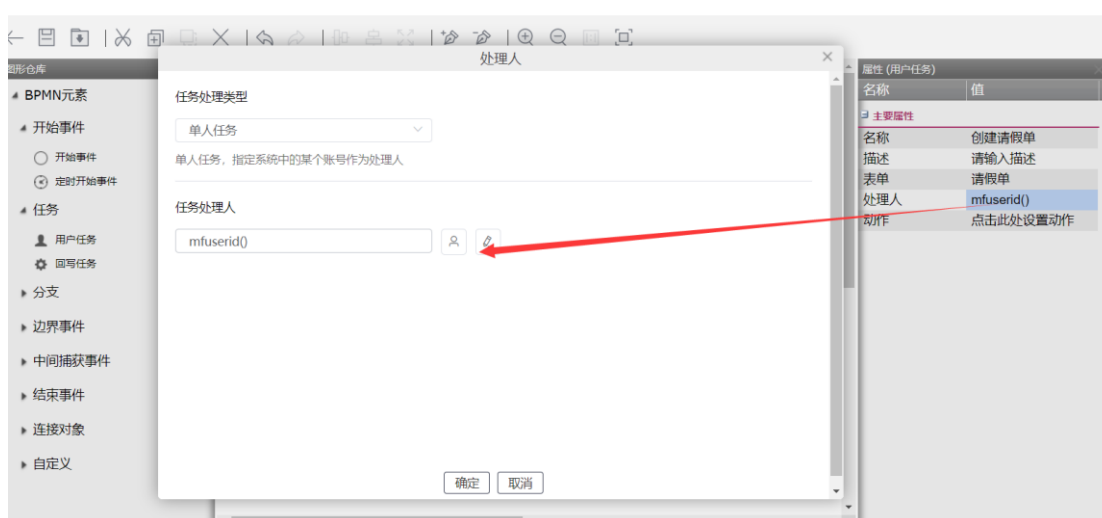 处理人
图形仓库
BPMN元素
开始事件
开始事件
定时开始事件
任务
用户任务
回写任务
分支
边界事件
中间捕获事件
结束事件
连接对象
自定义
任务处理类型
单人任务
单人任务，指定系统中的某个账号作为处理人
任务处理人
mfuserid()
确定 取消
属性 (用户任务)
名称 值
主要属性
名称 创建请假单
描述 请输入描述
表单 请假单
处理人 mfuserid()
动作 点击此处设置动作